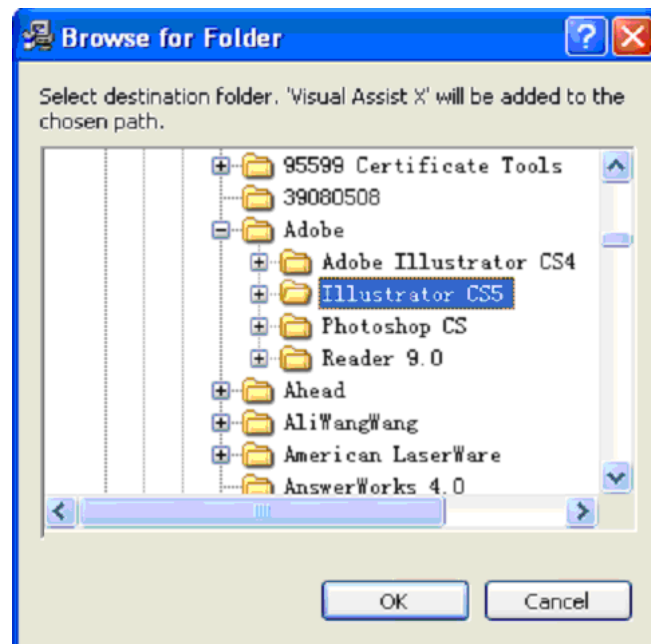 Browse for Folder
Select destination folder. 'Visual Assist X' will be added to the
chosen path.
95599 Certificate Tools
39080508
Adobe
Adobe Illustrator CS4
Illustrator CS5
Photoshop CS
Reader 9.0
Ahead
AliWangWang
American LaserWare
AnswerWorks 4.0
OK Cancel